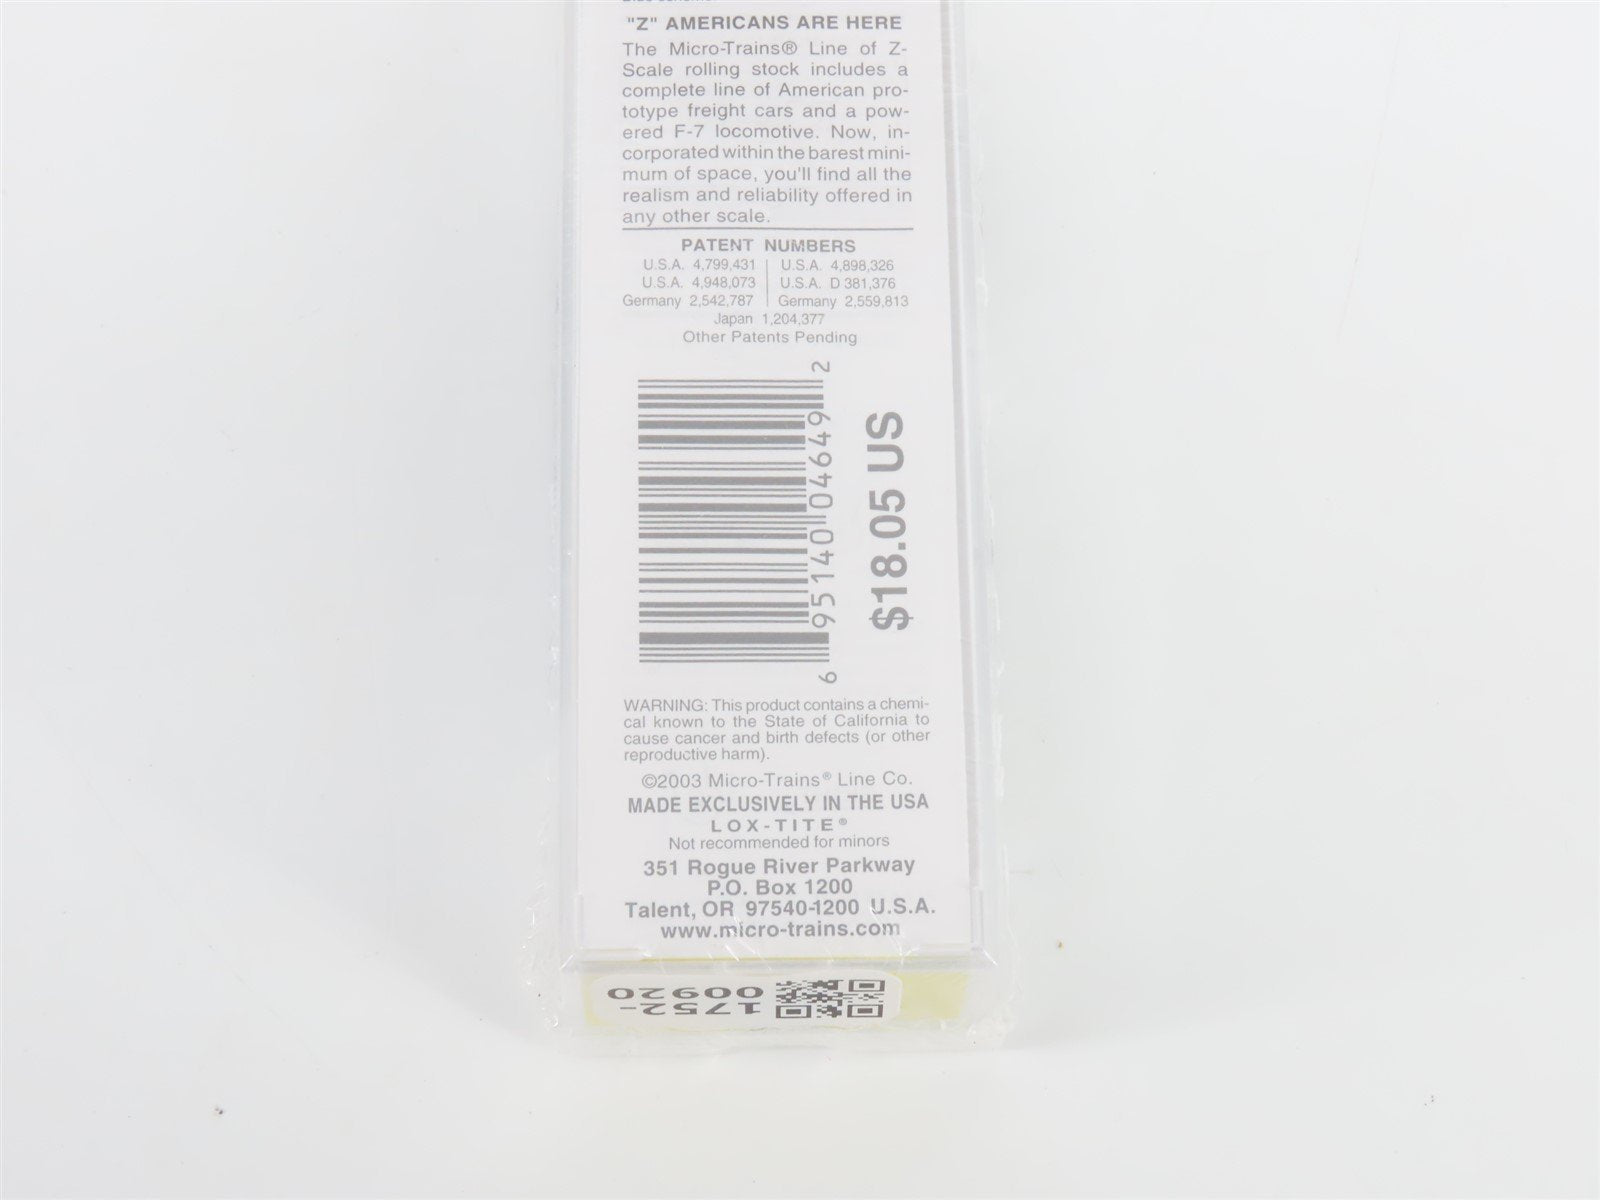 "Z" AMERICANS ARE HERE
The Micro-Trains® Line of Z-
Scale rolling stock includes a
complete line of American pro-
totype freight cars and a pow-
ered F-7 locomotive. Now, in-
corporated within the barest mini-
mum of space, you'll find all the
realism and reliability offered in
any other scale.
PATENT NUMBERS
U.S.A. 4,799,431 | U.S.A. 4,898,326
U.S.A. 4,948,073 | U.S.A. D 381,376
Germany 2,542,787 | Germany 2,559,813
Japan 1,204,377
Other Patents Pending
6 95140 04649 2
$18.05 US
WARNING: This product contains a chemi-
cal known to the State of California to
cause cancer and birth defects (or other
reproductive harm).
©2003 Micro-Trains® Line Co.
MADE EXCLUSIVELY IN THE USA
LOX-TITE®
Not recommended for minors
351 Rogue River Parkway
P.O. Box 1200
Talent, OR 97540-1200 U.S.A.
www.micro-trains.com
1752-
00920